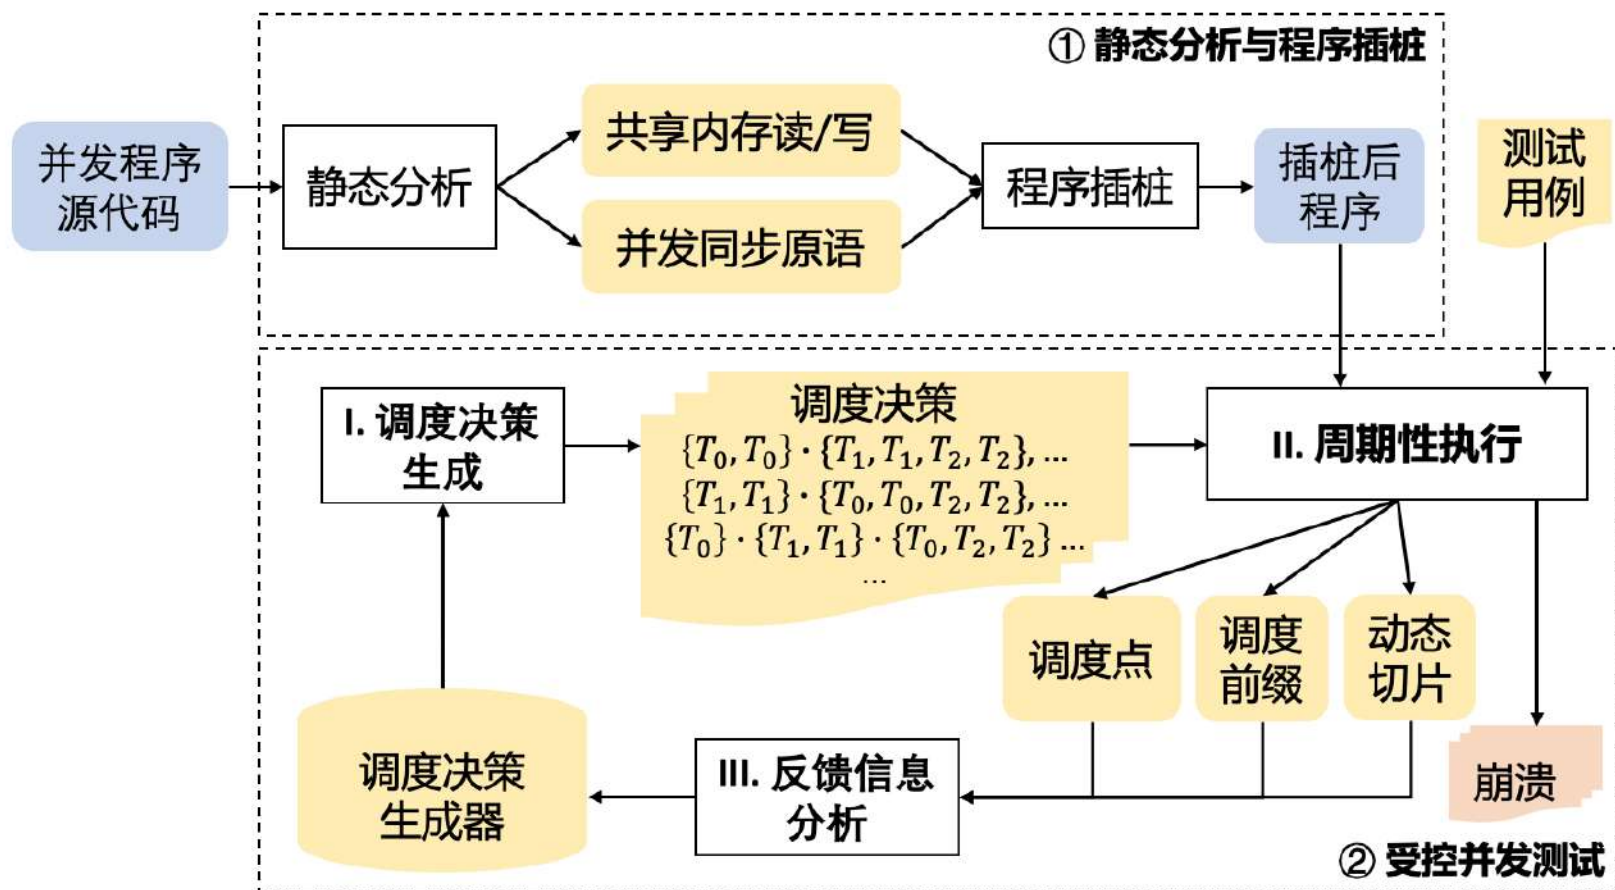 ① 静态分析与程序插桩
并发程序
源代码
静态分析
共享内存读/写
并发同步原语
程序插桩
插桩后
程序
测试
用例
I. 调度决策
生成
调度决策
{T₀, T₀} · {T₁, T₁, T₂, T₂}, ...
{T₁, T₁} · {T₀, T₀, T₂, T₂}, ...
{T₀} · {T₁, T₁} · {T₀, T₂, T₂} ...
...
II. 周期性执行
调度点
调度
前缀
动态
切片
崩溃
III. 反馈信息
分析
调度决策
生成器
② 受控并发测试